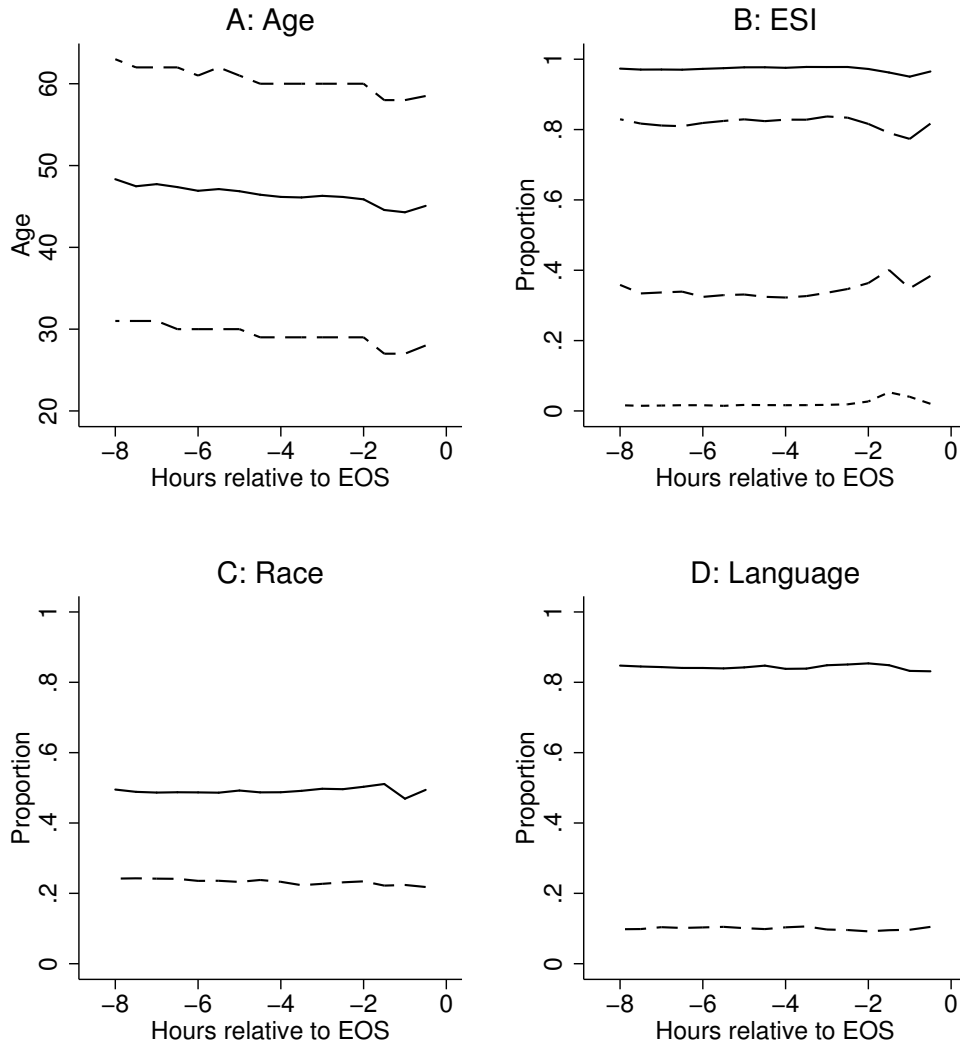 A: Age
Age
60
50
40
30
20
−8 −6 −4 −2 0
Hours relative to EOS
B: ESI
Proportion
1
.8
.6
.4
.2
0
−8 −6 −4 −2 0
Hours relative to EOS
C: Race
Proportion
1
.8
.6
.4
.2
0
−8 −6 −4 −2 0
Hours relative to EOS
D: Language
Proportion
1
.8
.6
.4
.2
0
−8 −6 −4 −2 0
Hours relative to EOS